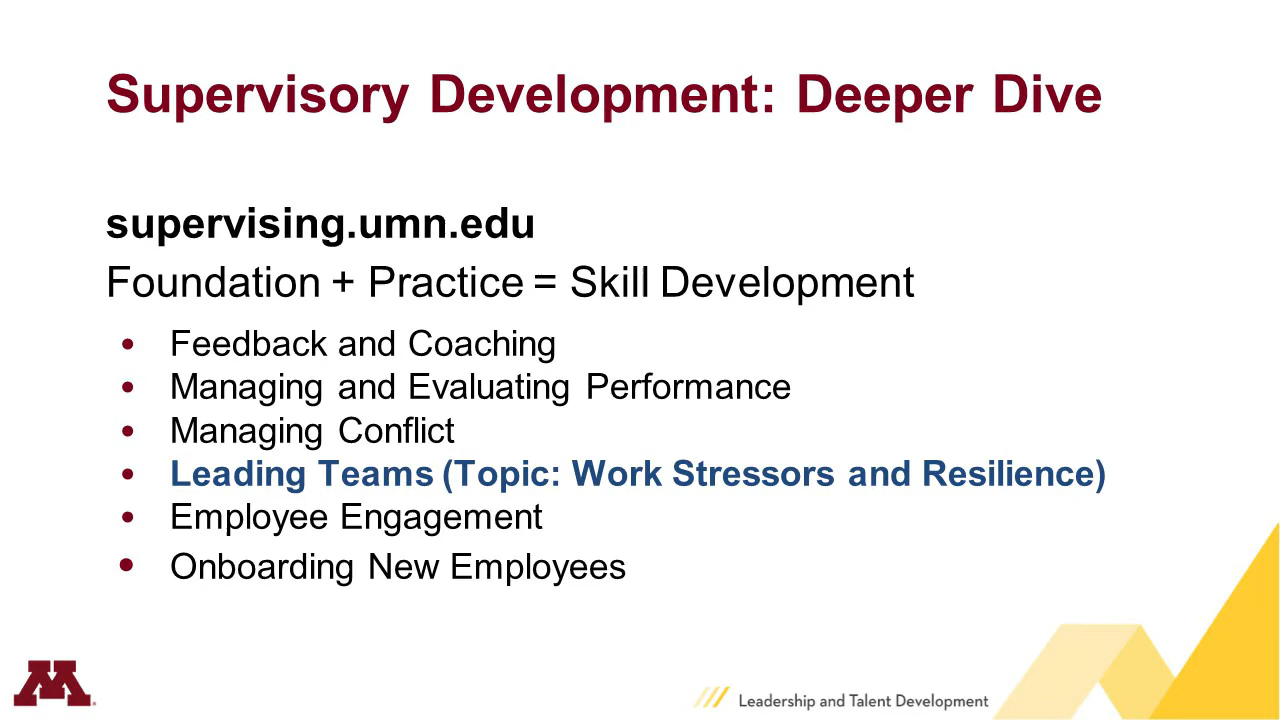 Supervisory Development: Deeper Dive
supervising.umn.edu
Foundation + Practice = Skill Development
• Feedback and Coaching
• Managing and Evaluating Performance
• Managing Conflict
• Leading Teams (Topic: Work Stressors and Resilience)
• Employee Engagement
• Onboarding New Employees
M
Leadership and Talent Development